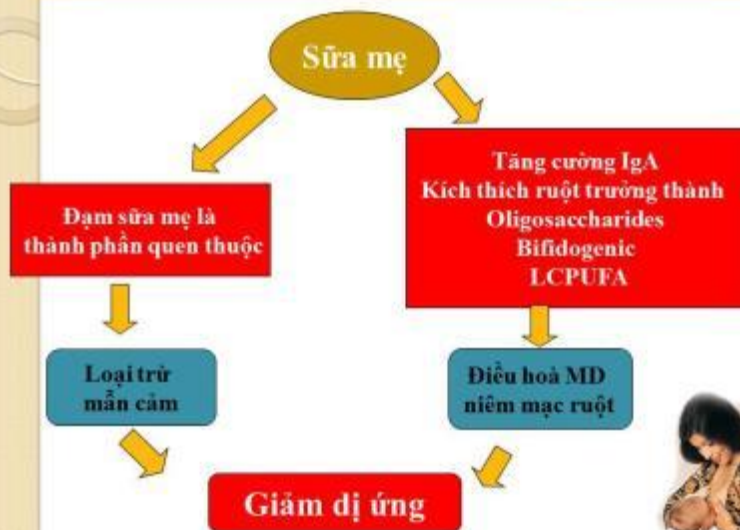 Sữa mẹ
Đạm sữa mẹ là
thành phần quen thuộc
Tăng cường IgA
Kích thích ruột trưởng thành
Oligosaccharides
Bifidogenic
LCPUFA
Loại trừ
mẫn cảm
Điều hoà MD
niêm mạc ruột
Giảm dị ứng